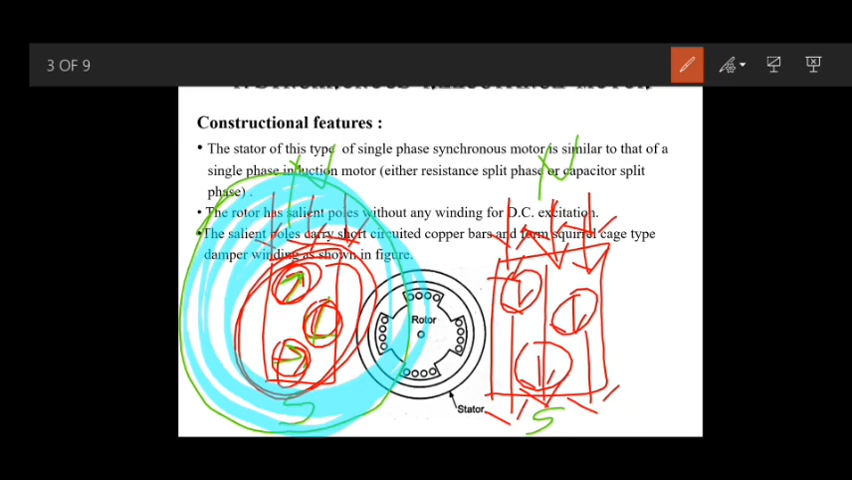 3 OF 9
Constructional features :
• The stator of this type of single phase synchronous motor is similar to that of a
single phase induction motor (either resistance split phase or capacitor split
phase) .
• The rotor has salient poles without any winding for D.C. excitation.
• The salient poles carry short circuited copper bars and form squirrel cage type
damper winding as shown in figure.
N
N
Rotor
Stator
S
S